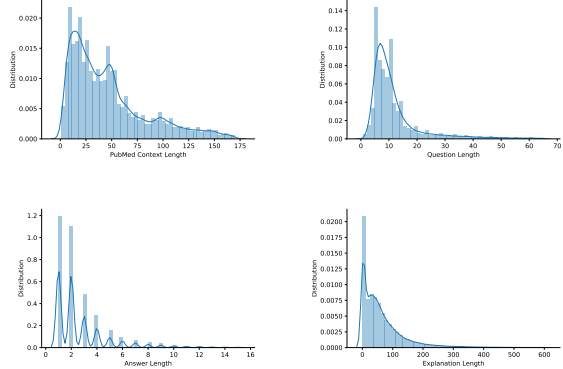 0.020
0.015
0.010
0.005
0.000
Distribution
0 25 50 75 100 125 150 175
PubMed Context Length
0.14
0.12
0.10
0.08
0.06
0.04
0.02
0.00
Distribution
0 10 20 30 40 50 60 70
Question Length
1.2
1.0
0.8
0.6
0.4
0.2
0.0
Distribution
0 2 4 6 8 10 12 14 16
Answer Length
0.0200
0.0175
0.0150
0.0125
0.0100
0.0075
0.0050
0.0025
0.0000
Distribution
0 100 200 300 400 500 600
Explanation Length